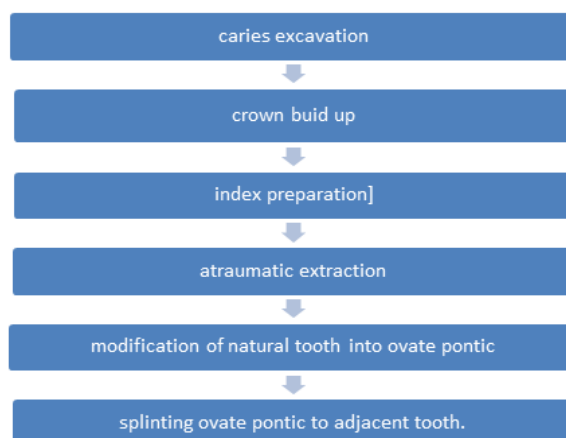 caries excavation
crown buid up
index preparation]
atraumatic extraction
modification of natural tooth into ovate pontic
splinting ovate pontic to adjacent tooth.